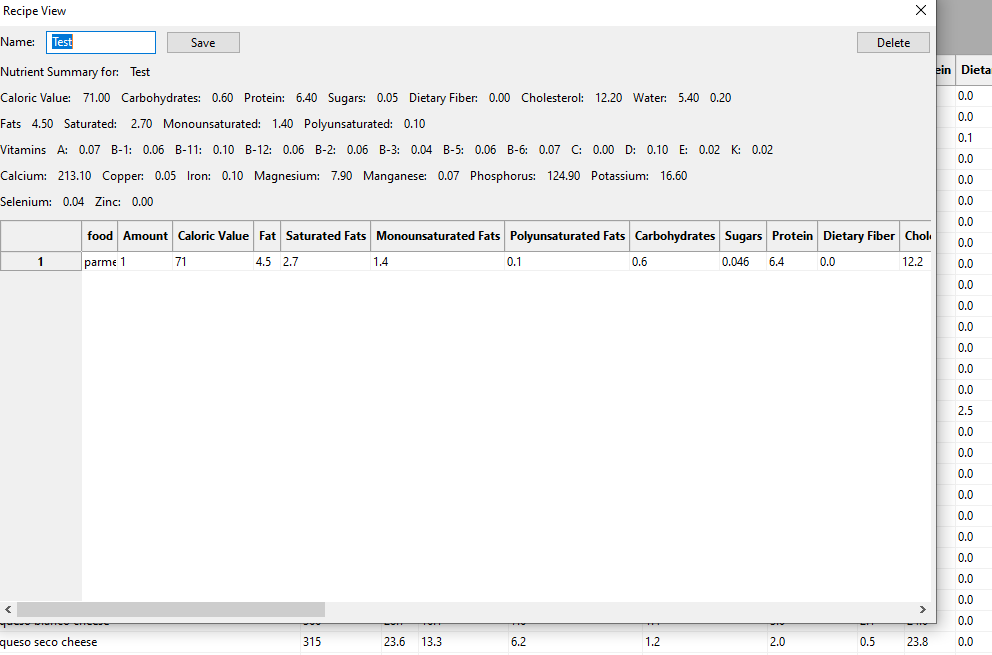 Recipe View
Name: Test Save Delete
Nutrient Summary for: Test
Caloric Value: 71.00 Carbohydrates: 0.60 Protein: 6.40 Sugars: 0.05 Dietary Fiber: 0.00 Cholesterol: 12.20 Water: 5.40 0.20
Fats 4.50 Saturated: 2.70 Monounsaturated: 1.40 Polyunsaturated: 0.10
Vitamins A: 0.07 B-1: 0.06 B-11: 0.10 B-12: 0.06 B-2: 0.06 B-3: 0.04 B-5: 0.06 B-6: 0.07 C: 0.00 D: 0.10 E: 0.02 K: 0.02
Calcium: 213.10 Copper: 0.05 Iron: 0.10 Magnesium: 7.90 Manganese: 0.07 Phosphorus: 124.90 Potassium: 16.60
Selenium: 0.04 Zinc: 0.00
food Amount Caloric Value Fat Saturated Fats Monounsaturated Fats Polyunsaturated Fats Carbohydrates Sugars Protein Dietary Fiber Chol
1 parme 1 71 4.5 2.7 1.4 0.1 0.6 0.046 6.4 0.0 12.2
ein Dieta
0.0
0.0
0.1
0.0
0.0
0.0
0.0
0.0
0.0
0.0
0.0
0.0
0.0
0.0
0.0
2.5
0.0
0.0
0.0
0.0
0.0
0.0
0.0
0.0
0.0
0.0
queso seco cheese 315 23.6 13.3 6.2 1.2 2.0 0.5 23.8 0.0